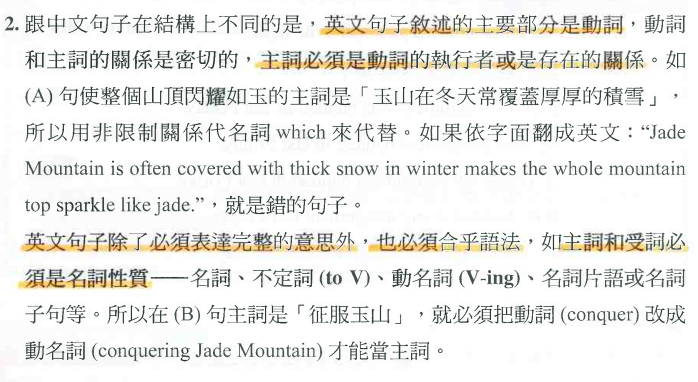 2. 跟中文句子在結構上不同的是，英文句子敘述的主要部分是動詞，動詞
和主詞的關係是密切的，主詞必須是動詞的執行者或是存在的關係。如
(A) 句使整個山頂閃耀如玉的主詞是「玉山在冬天常覆蓋厚厚的積雪」，
所以用非限制關係代名詞 which 來代替。如果依字面翻成英文：“Jade
Mountain is often covered with thick snow in winter makes the whole mountain
top sparkle like jade.”，就是錯的句子。
英文句子除了必須表達完整的意思外，也必須合乎語法，如主詞和受詞必
須是名詞性質——名詞、不定詞 (to V)、動名詞 (V-ing)、名詞片語或名詞
子句等。所以在 (B) 句主詞是「征服玉山」，就必須把動詞 (conquer) 改成
動名詞 (conquering Jade Mountain) 才能當主詞。